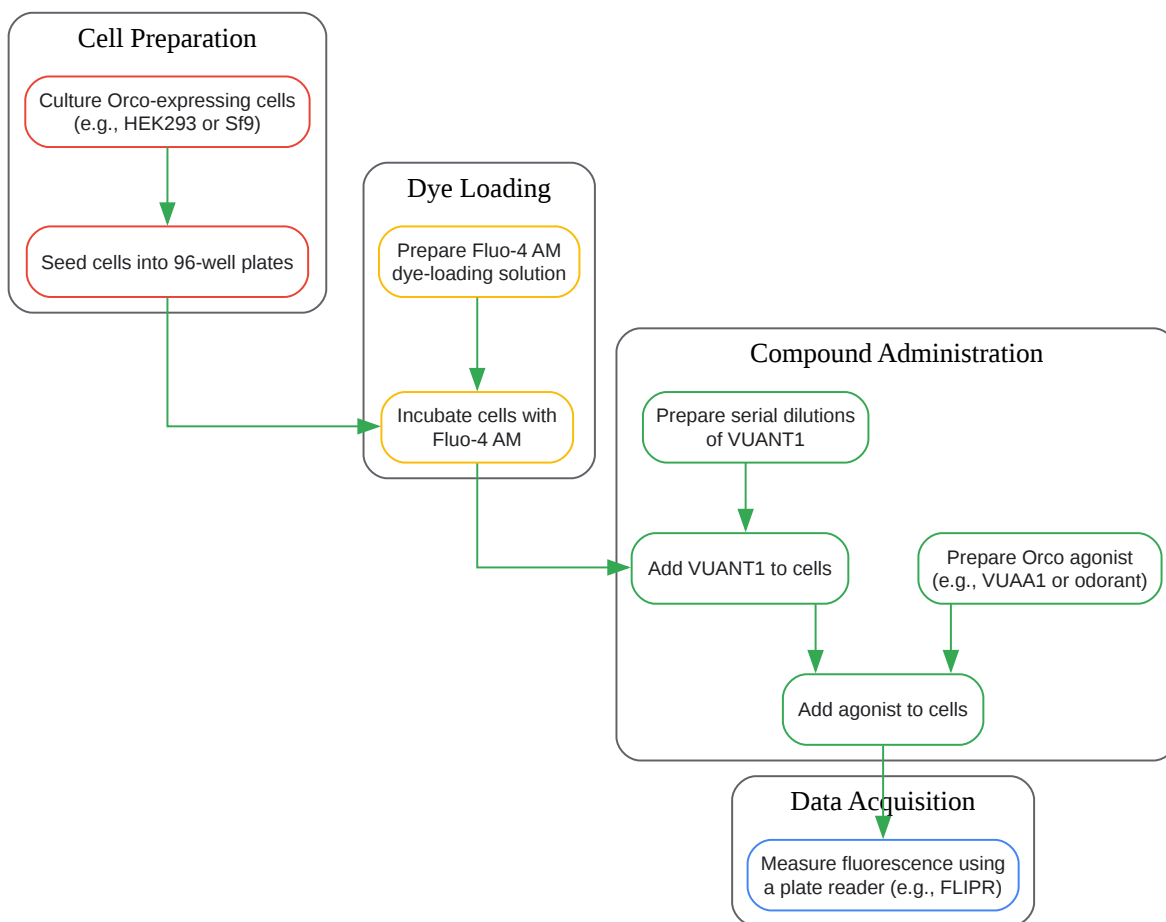 Cell Preparation
Culture Orco-expressing cells
(e.g., HEK293 or Sf9)
Seed cells into 96-well plates
Dye Loading
Prepare Fluo-4 AM
dye-loading solution
Incubate cells with
Fluo-4 AM
Compound Administration
Prepare serial dilutions
of VUANT1
Add VUANT1 to cells
Prepare Orco agonist
(e.g., VUAA1 or odorant)
Add agonist to cells
Data Acquisition
Measure fluorescence using
a plate reader (e.g., FLIPR)